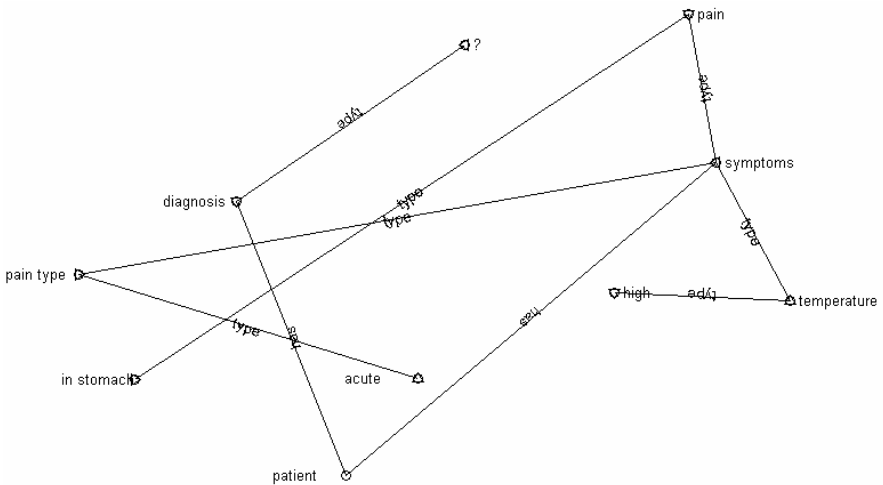 pain
?
type
type
symptoms
diagnosis
type
type
type
pain type
high
type
temperature
has
type
has
in stomach
acute
patient